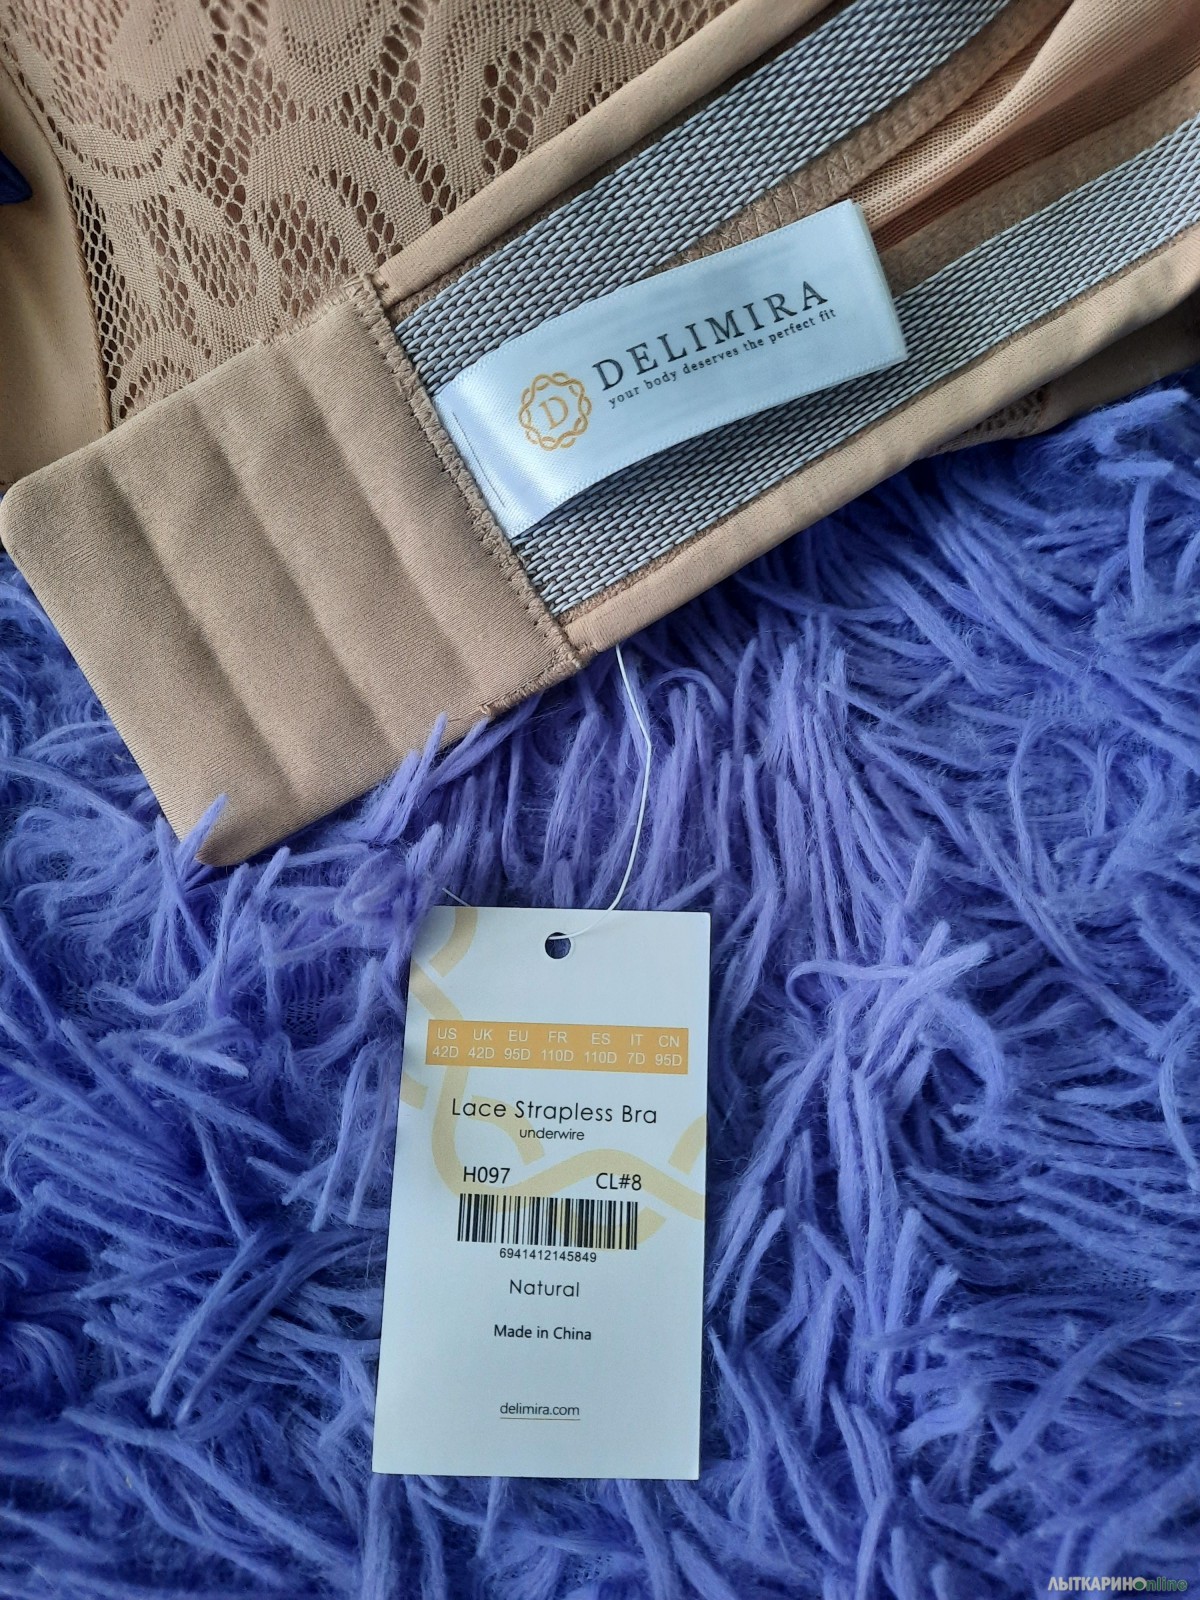 DELIMIRA
your body deserves the perfect fit
D
US UK EU FR ES IT CN
42D 42D 95D 110D 110D 7D 95D
Lace Strapless Bra
underwire
H097 CL#8
6941412145849
Natural
Made in China
delimira.com
ЛЫТКАРИНОnline